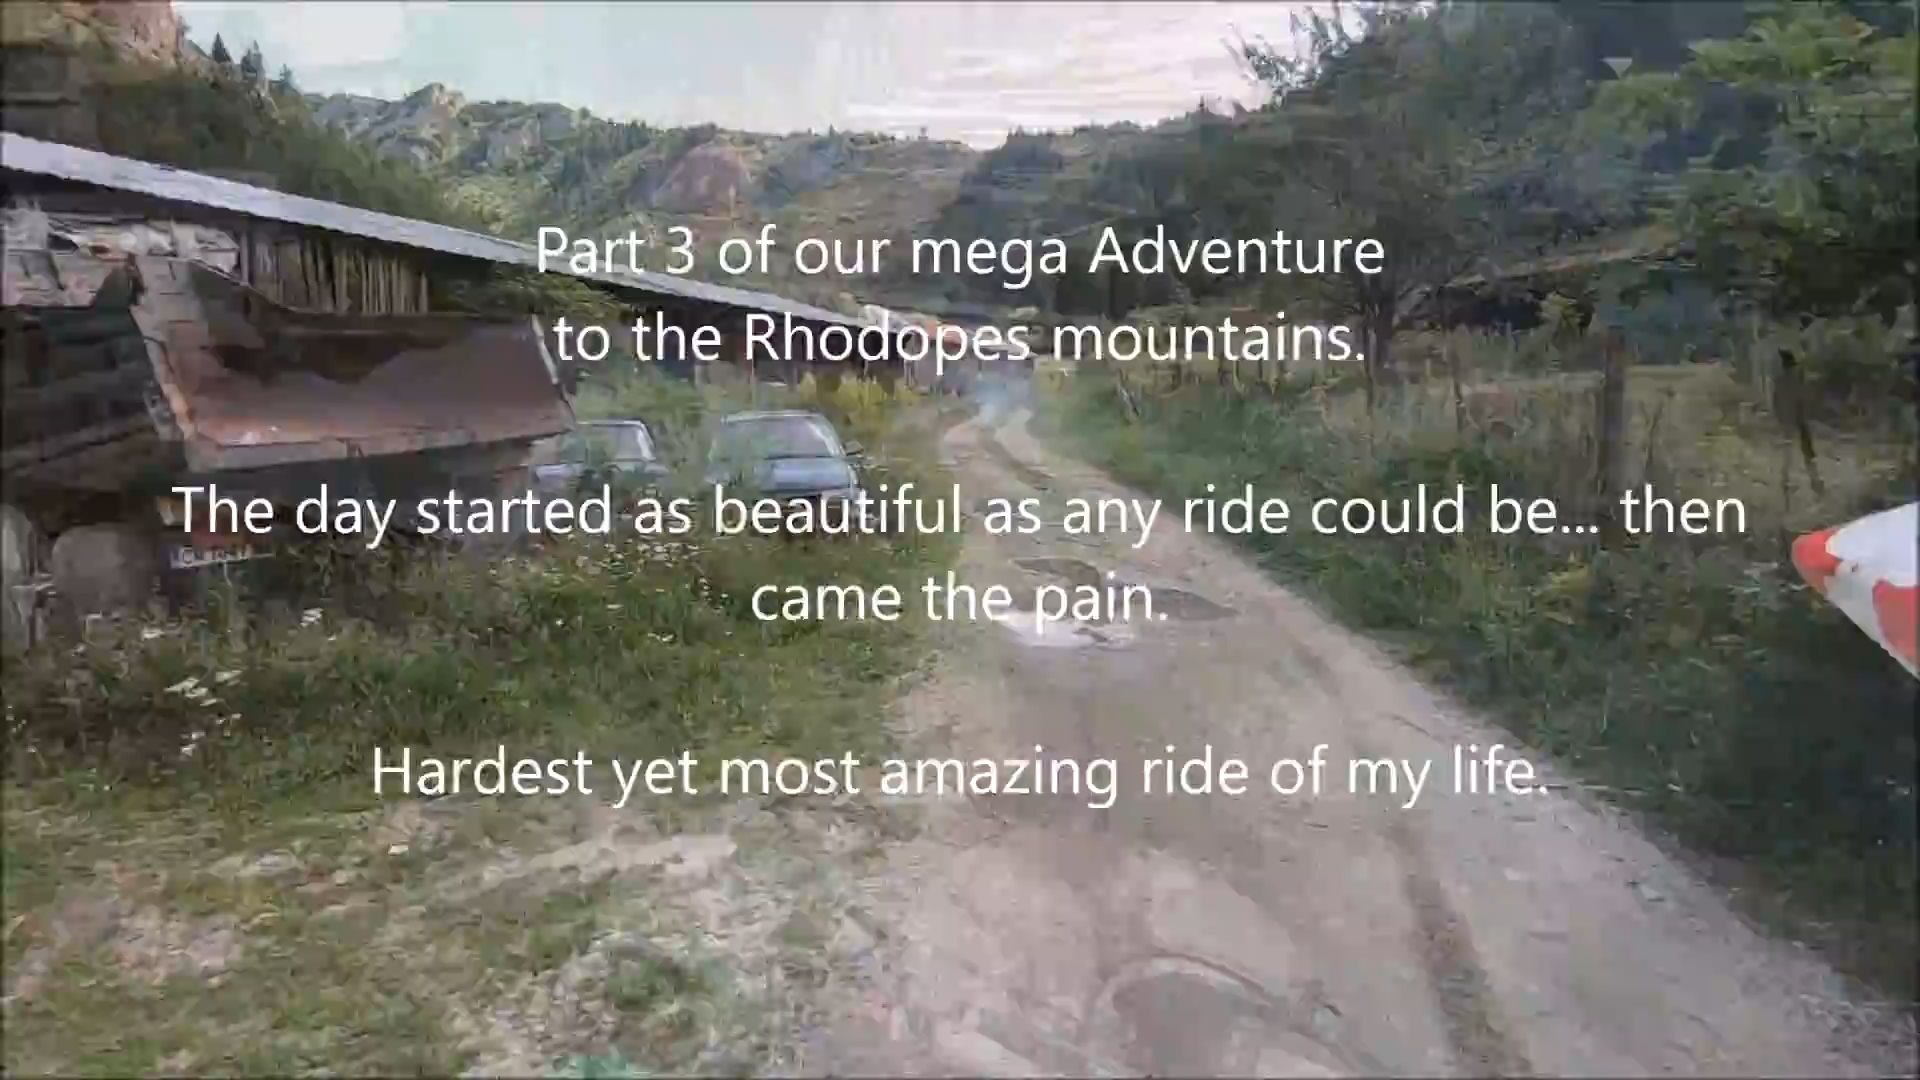 Part 3 of our mega Adventure
to the Rhodopes mountains.
The day started as beautiful as any ride could be... then
came the pain.
Hardest yet most amazing ride of my life.